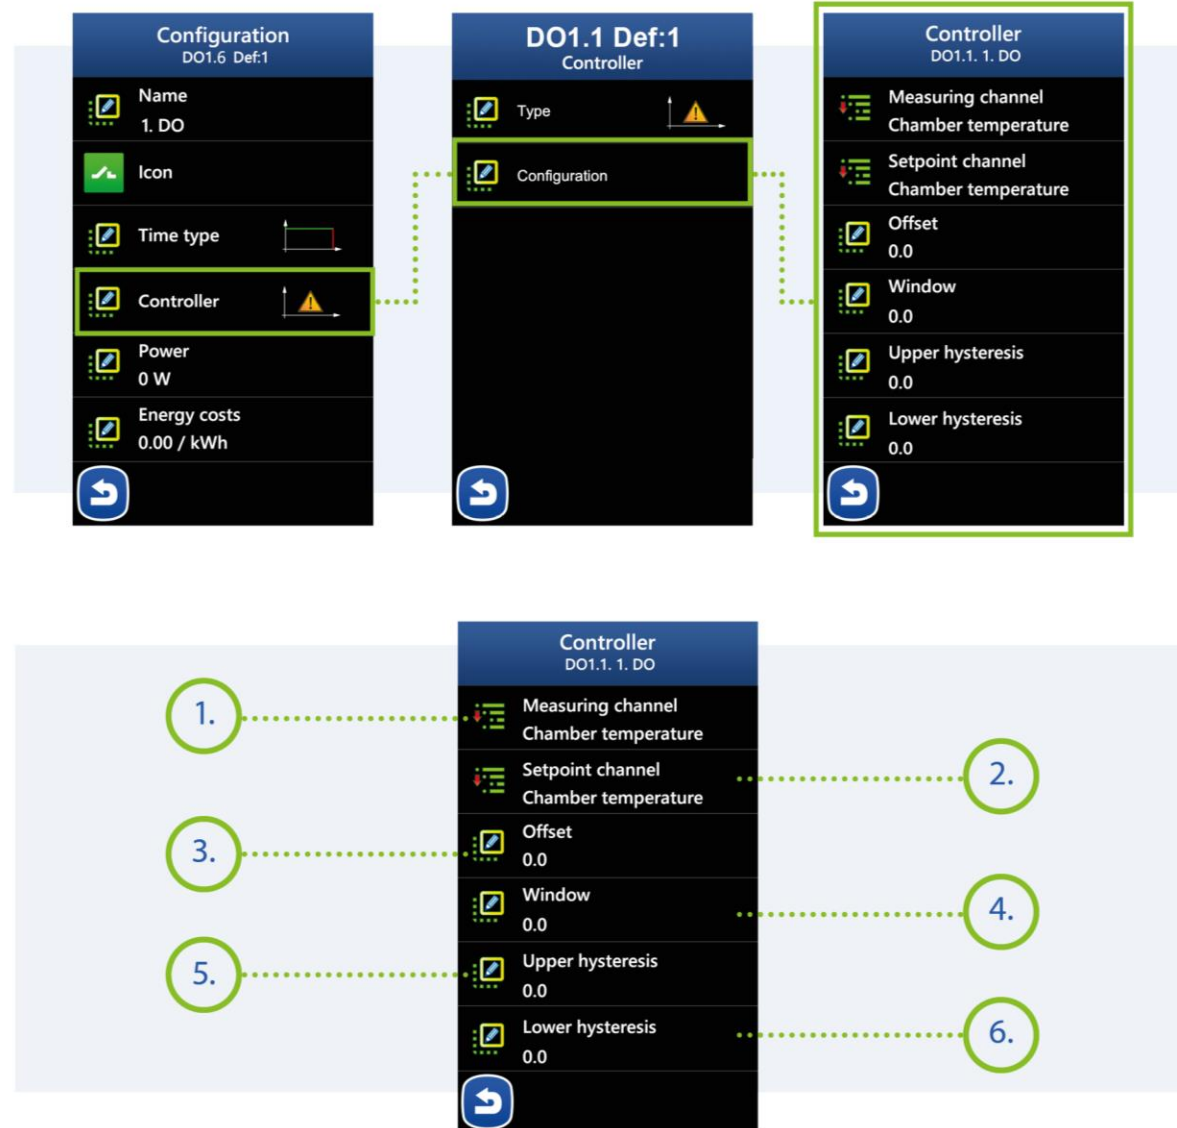 Configuration
DO1.6 Def:1
Name
1. DO
Icon
Time type
Controller
Power
0 W
Energy costs
0.00 / kWh
DO1.1 Def:1
Controller
Type
Configuration
Controller
DO1.1. 1. DO
Measuring channel
Chamber temperature
Setpoint channel
Chamber temperature
Offset
0.0
Window
0.0
Upper hysteresis
0.0
Lower hysteresis
0.0
Controller
DO1.1. 1. DO
1.
Measuring channel
Chamber temperature
Setpoint channel
Chamber temperature
2.
3.
Offset
0.0
Window
0.0
4.
5.
Upper hysteresis
0.0
Lower hysteresis
0.0
6.